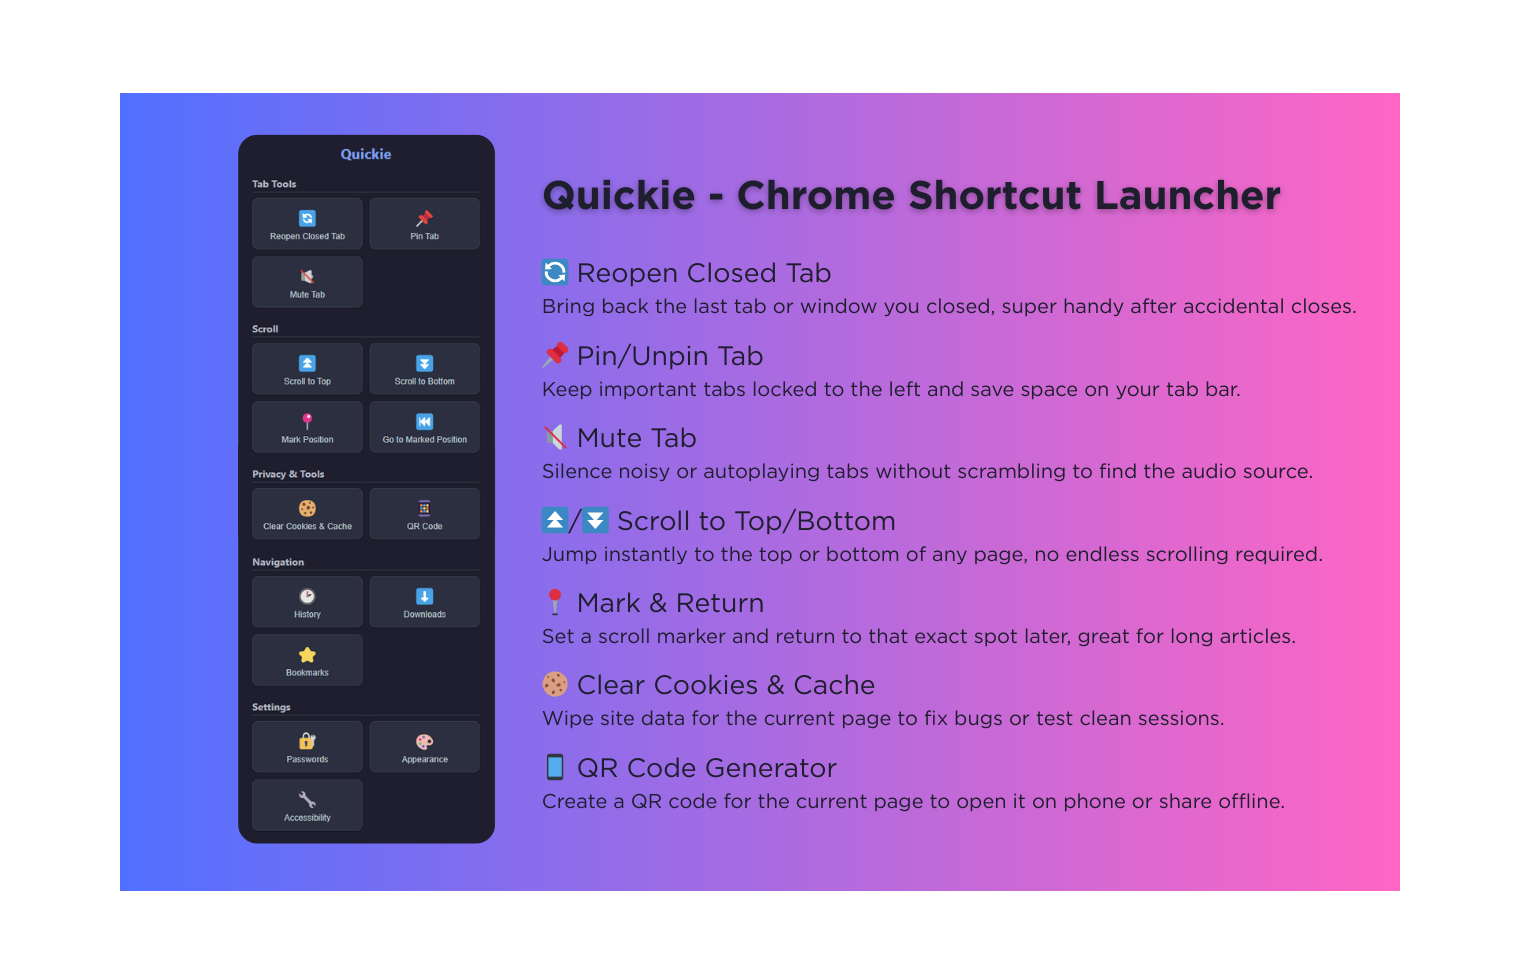 Quickie
Tab Tools
Reopen Closed Tab
Pin Tab
Mute Tab
Scroll
Scroll to Top
Scroll to Bottom
Mark Position
Go to Marked Position
Privacy & Tools
Clear Cookies & Cache
QR Code
Navigation
History
Downloads
Bookmarks
Settings
Passwords
Appearance
Accessibility
Quickie - Chrome Shortcut Launcher
Reopen Closed Tab
Bring back the last tab or window you closed, super handy after accidental closes.
Pin/Unpin Tab
Keep important tabs locked to the left and save space on your tab bar.
Mute Tab
Silence noisy or autoplaying tabs without scrambling to find the audio source.
/ Scroll to Top/Bottom
Jump instantly to the top or bottom of any page, no endless scrolling required.
Mark & Return
Set a scroll marker and return to that exact spot later, great for long articles.
Clear Cookies & Cache
Wipe site data for the current page to fix bugs or test clean sessions.
QR Code Generator
Create a QR code for the current page to open it on phone or share offline.